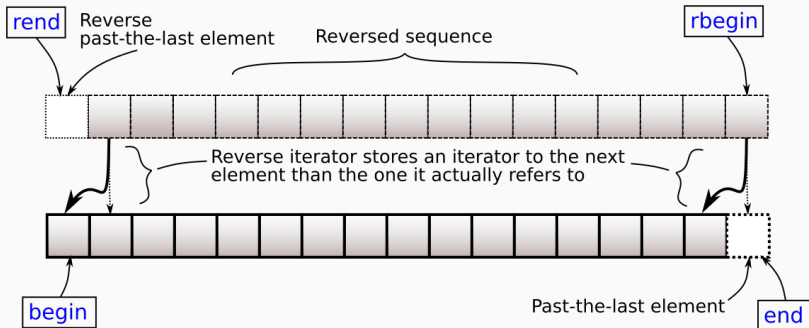 rend
Reverse
past-the-last element
Reversed sequence
rbegin
Reverse iterator stores an iterator to the next
element than the one it actually refers to
begin
Past-the-last element
end